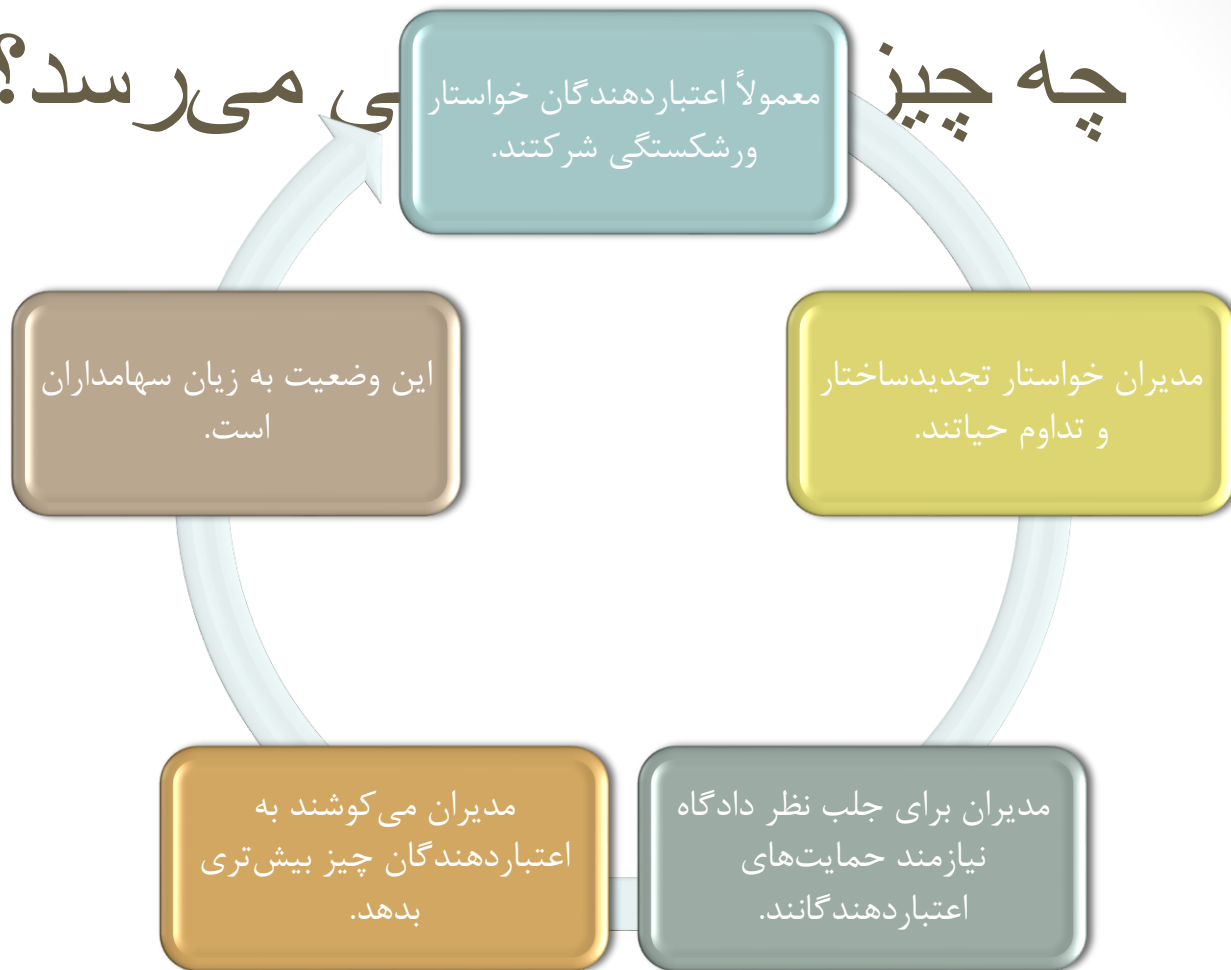 چه چیز ی می‌رسد؟
معمولاً اعتباردهندگان خواستار
ورشکستگی شرکتند.
مدیران خواستار تجدیدساختار
و تداوم حیاتند.
مدیران برای جلب نظر دادگاه
نیازمند حمایت‌های
اعتباردهندگانند.
مدیران می‌کوشند به
اعتباردهندگان چیز بیش‌تری
بدهد.
این وضعیت به زیان سهامداران
است.